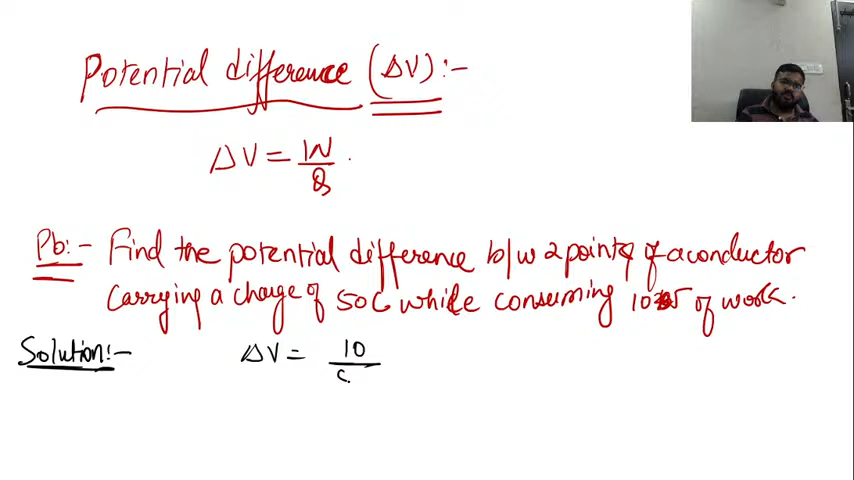 Potential difference (ΔV):-
ΔV = W
Q
Pb:- Find the potential difference b/w 2 points of a conductor
carrying a charge of 50C while consuming 10 of work.
Solution:- ΔV = 10